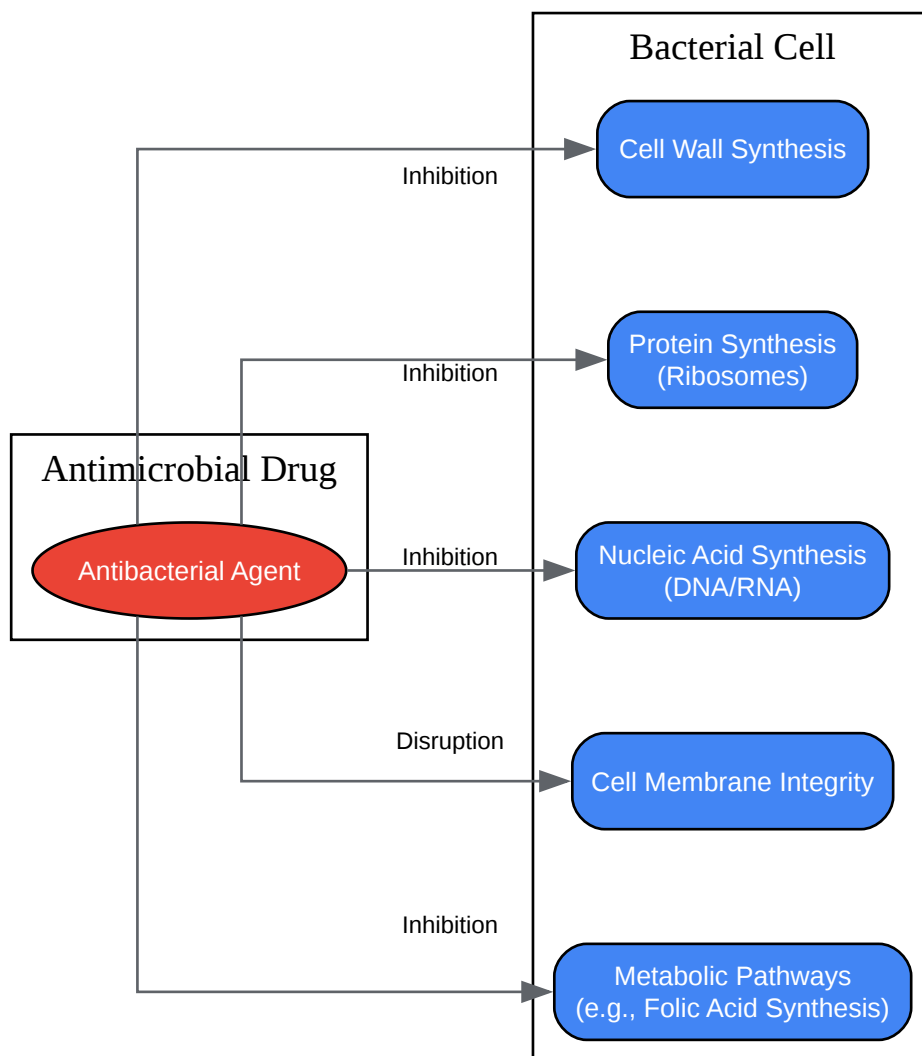 Bacterial Cell
Cell Wall Synthesis
Inhibition
Protein Synthesis
(Ribosomes)
Inhibition
Antimicrobial Drug
Antibacterial Agent
Inhibition
Nucleic Acid Synthesis
(DNA/RNA)
Disruption
Cell Membrane Integrity
Inhibition
Metabolic Pathways
(e.g., Folic Acid Synthesis)